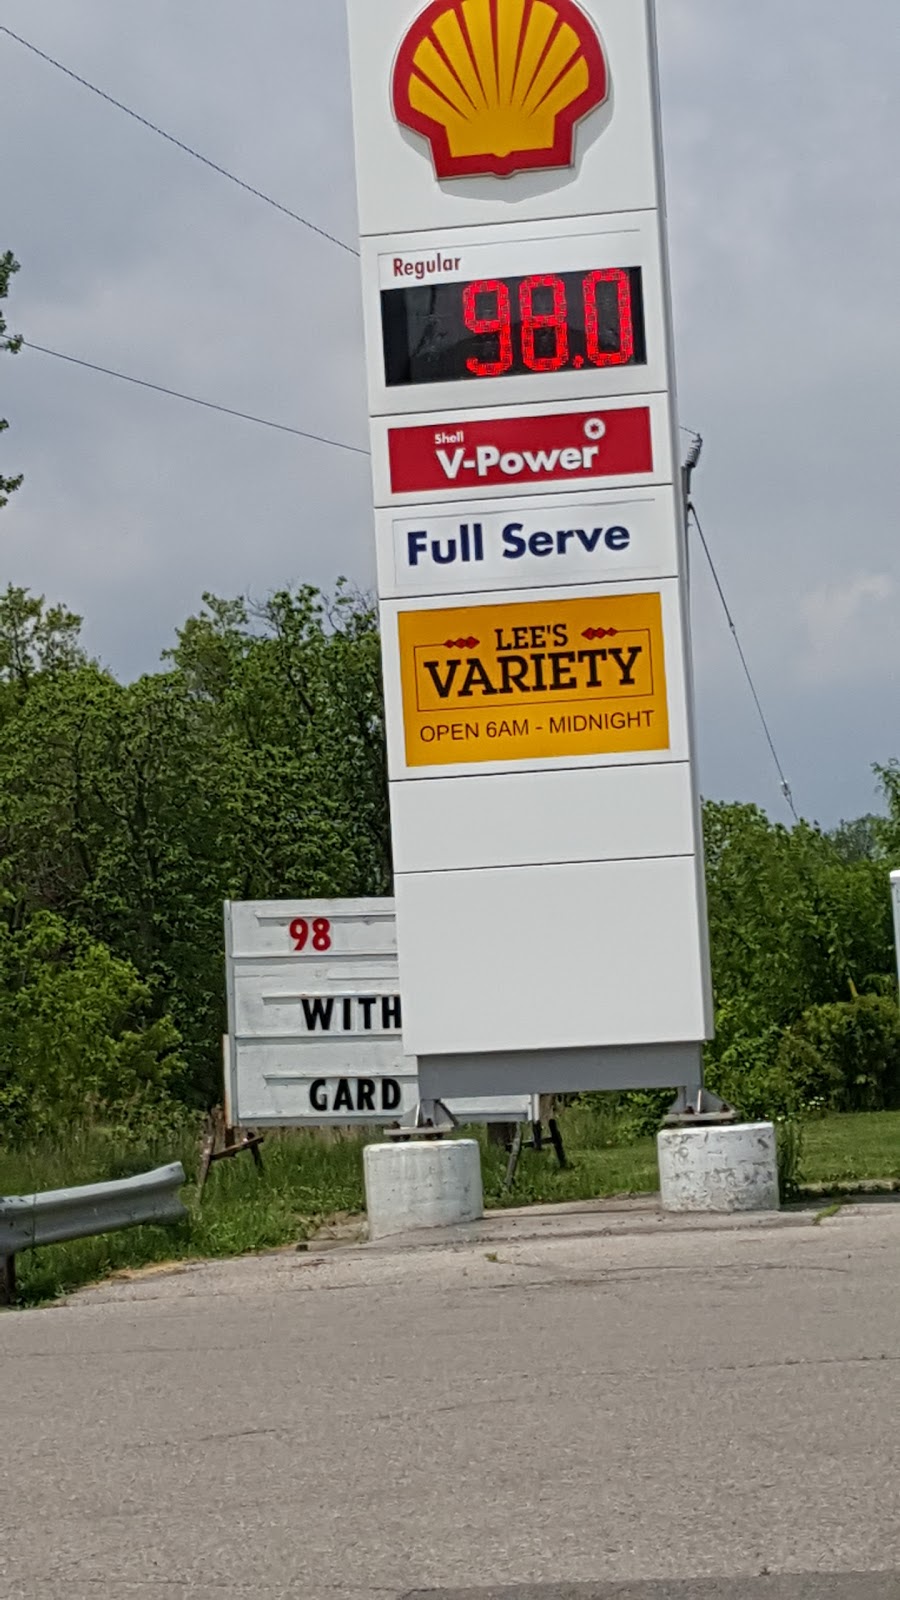 Regular
98.0
Shell
V-Power
Full Serve
LEE'S
VARIETY
OPEN 6AM - MIDNIGHT
98
WITH
GARD